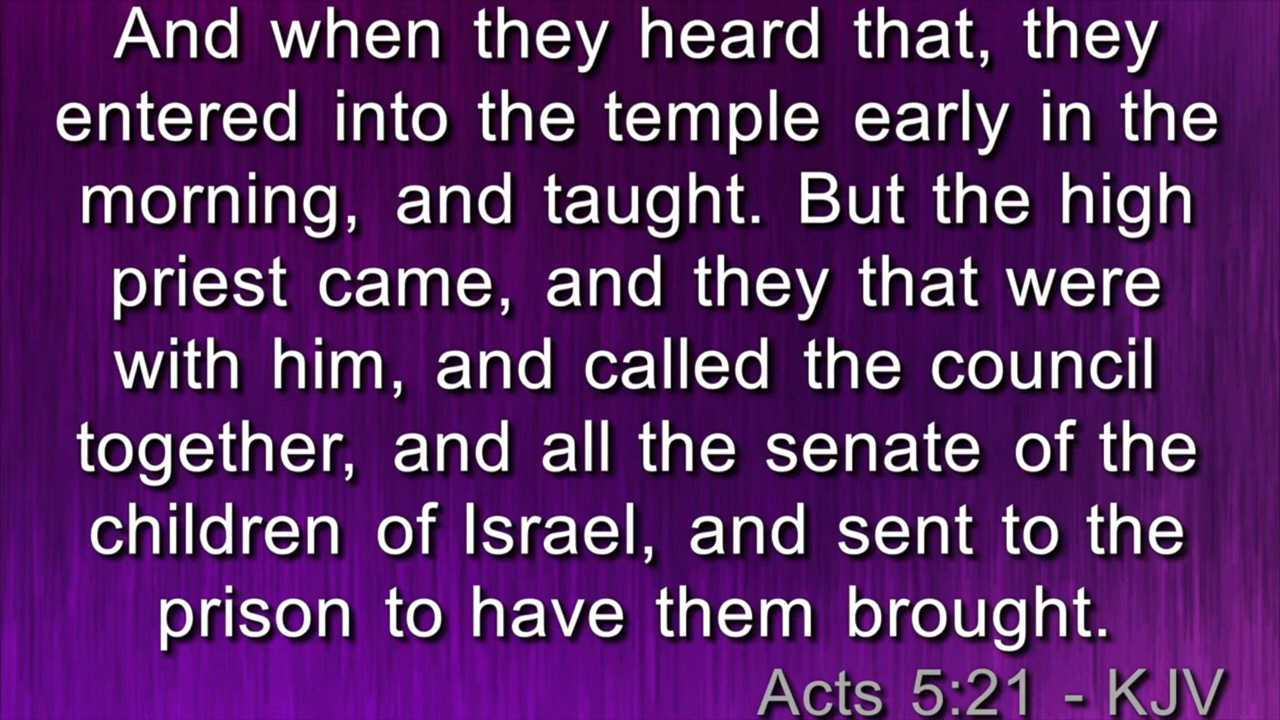 And when they heard that, they
entered into the temple early in the
morning, and taught. But the high
priest came, and they that were
with him, and called the council
together, and all the senate of the
children of Israel, and sent to the
prison to have them brought.
Acts 5:21 - KJV